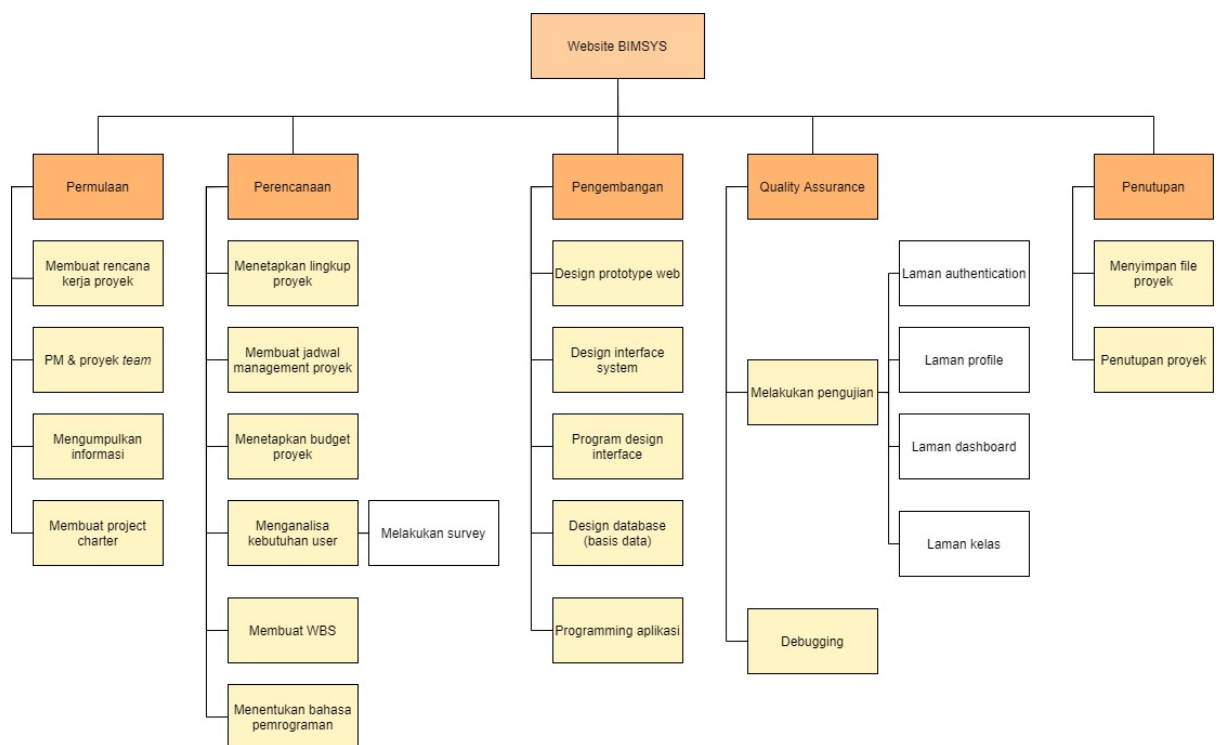 Website BIMSYS
Permulaan
Membuat rencana
kerja proyek
PM & proyek team
Mengumpulkan
informasi
Membuat project
charter
Perencanaan
Menetapkan lingkup
proyek
Membuat jadwal
management proyek
Menetapkan budget
proyek
Menganalisa
kebutuhan user
Melakukan survey
Membuat WBS
Menentukan bahasa
pemrograman
Pengembangan
Design prototype web
Design interface
system
Program design
interface
Design database
(basis data)
Programming aplikasi
Quality Assurance
Melakukan pengujian
Laman authentication
Laman profile
Laman dashboard
Laman kelas
Debugging
Penutupan
Menyimpan file
proyek
Penutupan proyek